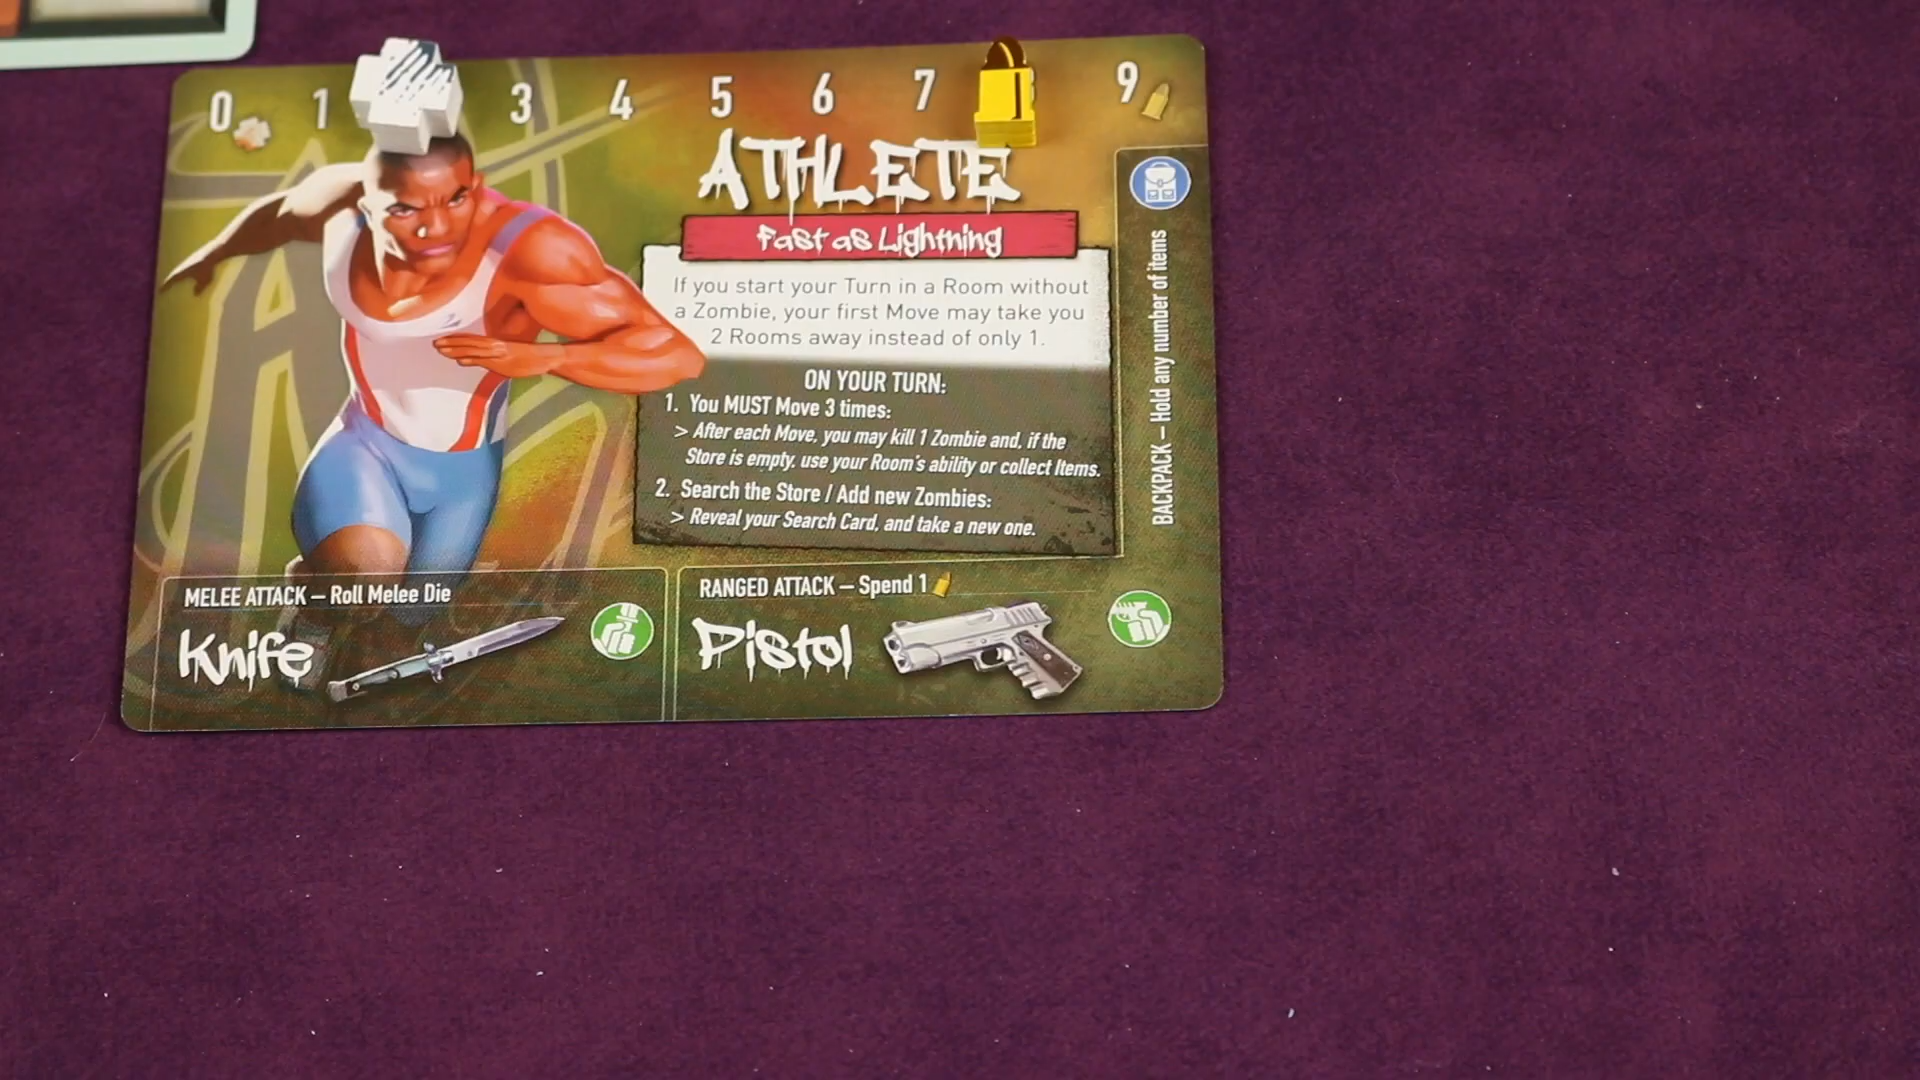 0 1 3 4 5 6 7 9
ATHLETE
Fast as Lightning
If you start your Turn in a Room without
a Zombie, your first Move may take you
2 Rooms away instead of only 1.
ON YOUR TURN:
1. You MUST Move 3 times:
> After each Move, you may kill 1 Zombie and, if the
Store is empty, use your Room's ability or collect Items.
2. Search the Store / Add new Zombies:
> Reveal your Search Card, and take a new one.
BACKPACK – Hold any number of items
MELEE ATTACK – Roll Melee Die
Knife
RANGED ATTACK – Spend 1
Pistol